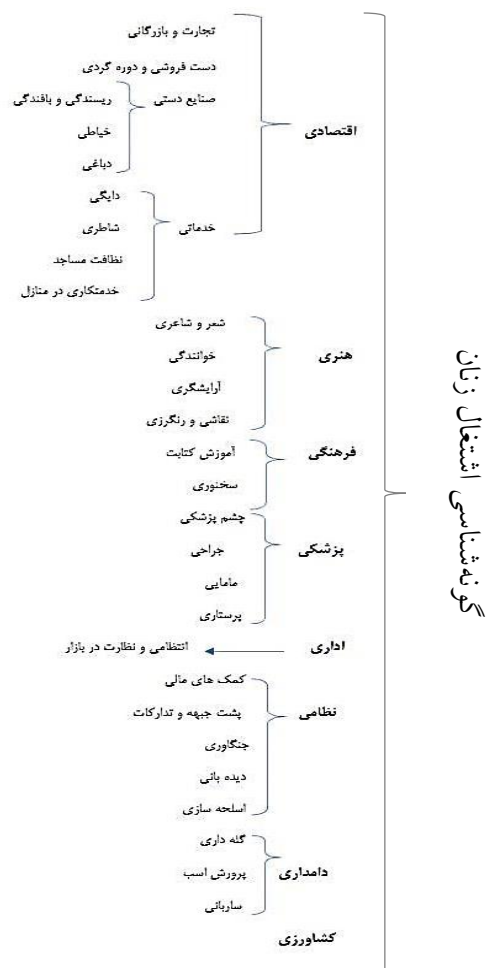 گونه‌شناسی اشتغال زنان
اقتصادی
تجارت و بازرگانی
دست فروشی و دوره گردی
صنایع دستی
ریسندگی و بافندگی
خیاطی
دباغی
خدماتی
دایگی
شاطری
نظافت مساجد
خدمتکاری در منازل
هنری
شعر و شاعری
خوانندگی
آرایشگری
نقاشی و رنگرزی
فرهنگی
آموزش کتابت
سخنوری
پزشکی
چشم پزشکی
جراحی
مامایی
پرستاری
اداری
انتظامی و نظارت در بازار
نظامی
کمک های مالی
پشت جبهه و تدارکات
جنگاوری
دیده بانی
اسلحه سازی
دامداری
گله داری
پرورش اسب
ساربانی
کشاورزی